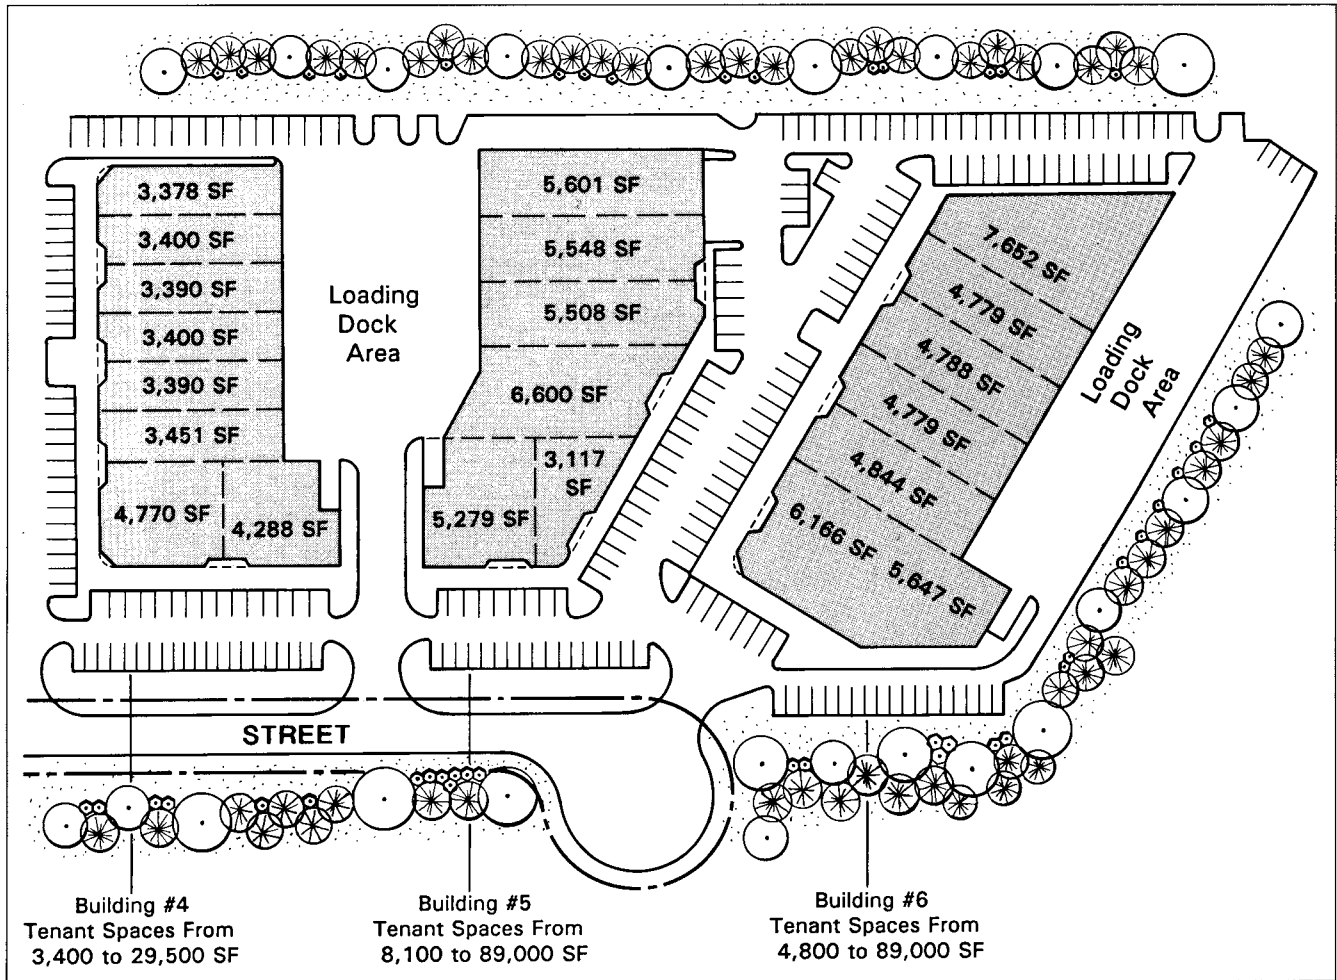 3,378 SF
3,400 SF
3,390 SF
3,400 SF
3,390 SF
3,451 SF
4,770 SF
4,288 SF
Loading
Dock
Area
5,601 SF
5,548 SF
5,508 SF
6,600 SF
3,117
SF
5,279 SF
7,652 SF
4,779 SF
4,788 SF
4,779 SF
4,844 SF
6,166 SF
5,647 SF
Loading
Dock
Area
STREET
Building #4
Tenant Spaces From
3,400 to 29,500 SF
Building #5
Tenant Spaces From
8,100 to 89,000 SF
Building #6
Tenant Spaces From
4,800 to 89,000 SF